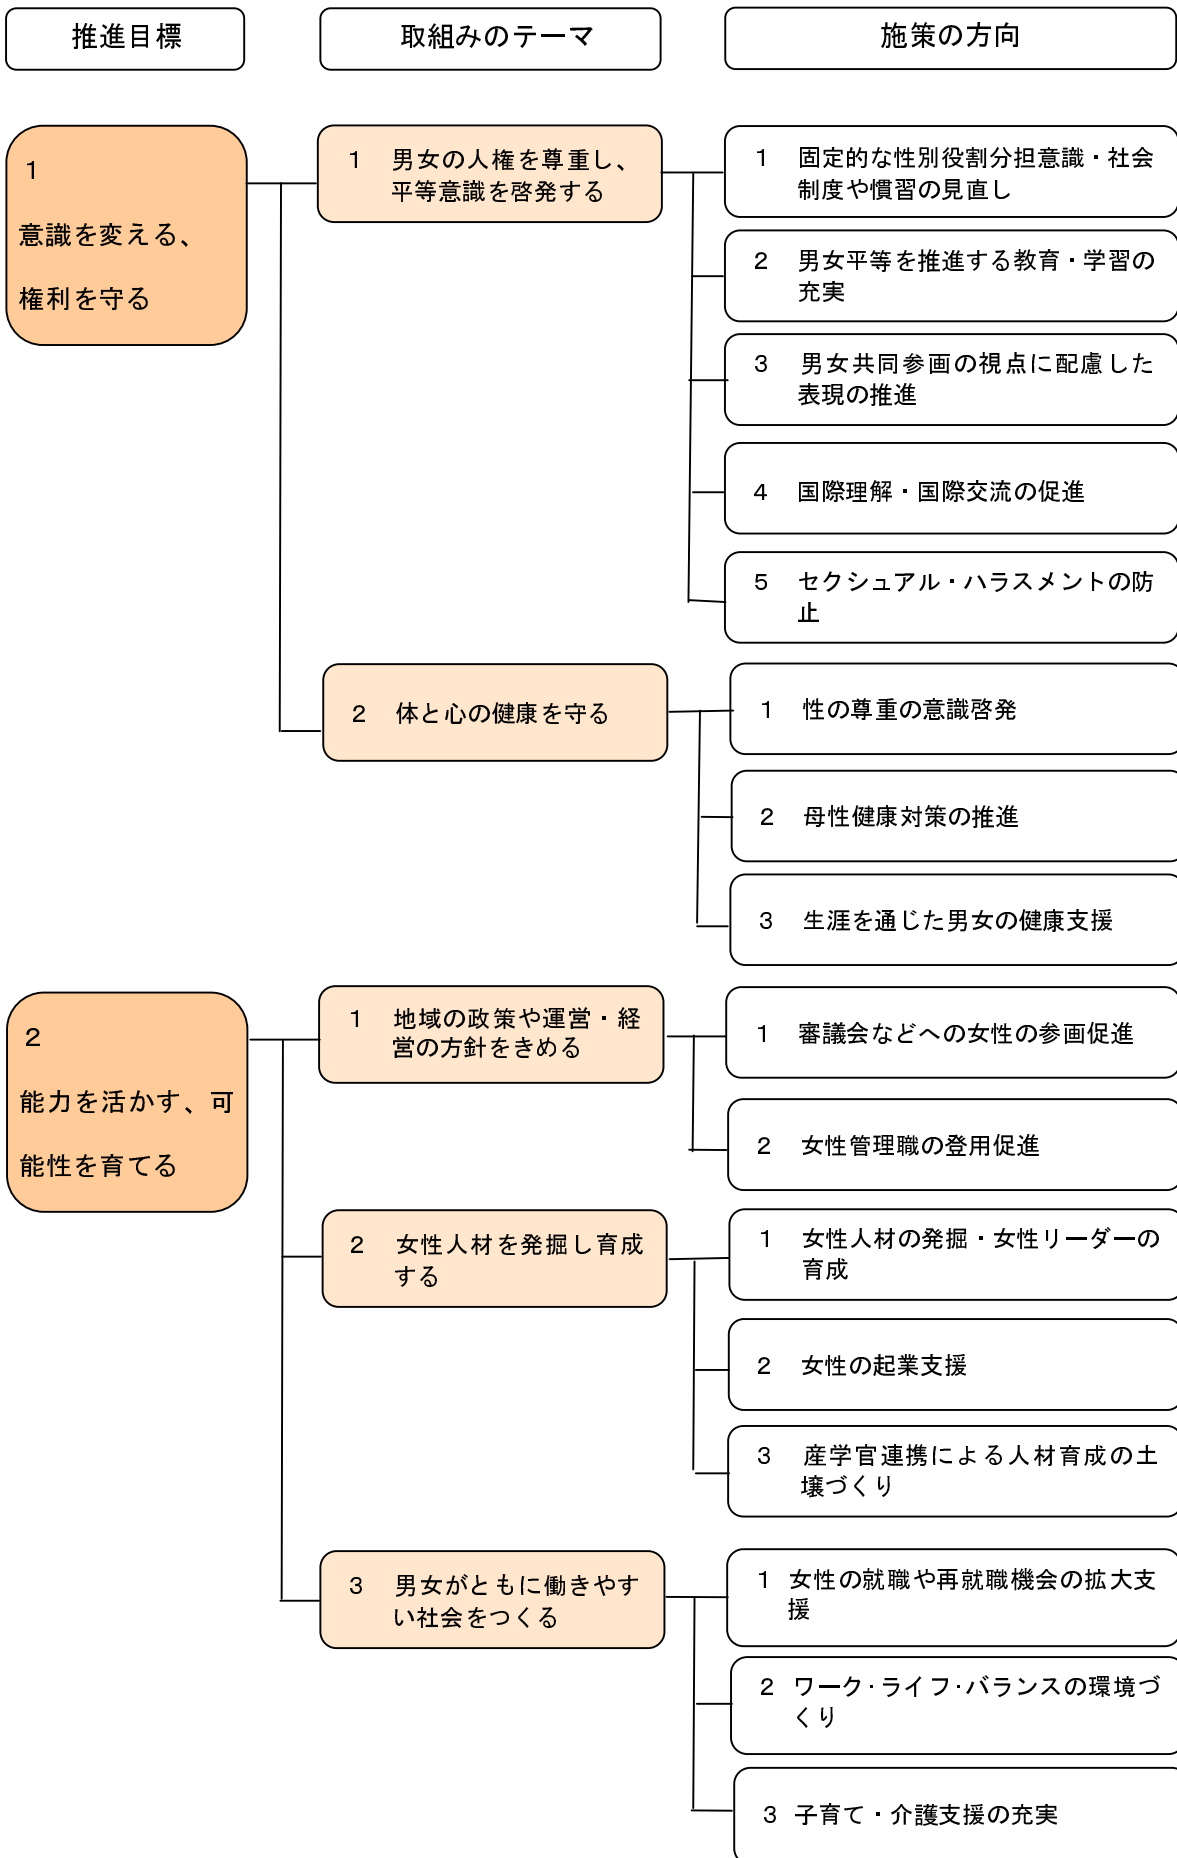 推進目標
取組みのテーマ
施策の方向
1
意識を変える、
権利を守る
1 男女の人権を尊重し、
平等意識を啓発する
1 固定的な性別役割分担意識・社会
制度や慣習の見直し
2 男女平等を推進する教育・学習の
充実
3 男女共同参画の視点に配慮した
表現の推進
4 国際理解・国際交流の促進
5 セクシュアル・ハラスメントの防
止
2 体と心の健康を守る
1 性の尊重の意識啓発
2 母性健康対策の推進
3 生涯を通じた男女の健康支援
2
能力を活かす、可
能性を育てる
1 地域の政策や運営・経
営の方針をきめる
1 審議会などへの女性の参画促進
2 女性管理職の登用促進
2 女性人材を発掘し育成
する
1 女性人材の発掘・女性リーダーの
育成
2 女性の起業支援
3 産学官連携による人材育成の土
壌づくり
3 男女がともに働きやす
い社会をつくる
1 女性の就職や再就職機会の拡大支
援
2 ワーク・ライフ・バランスの環境づ
くり
3 子育て・介護支援の充実